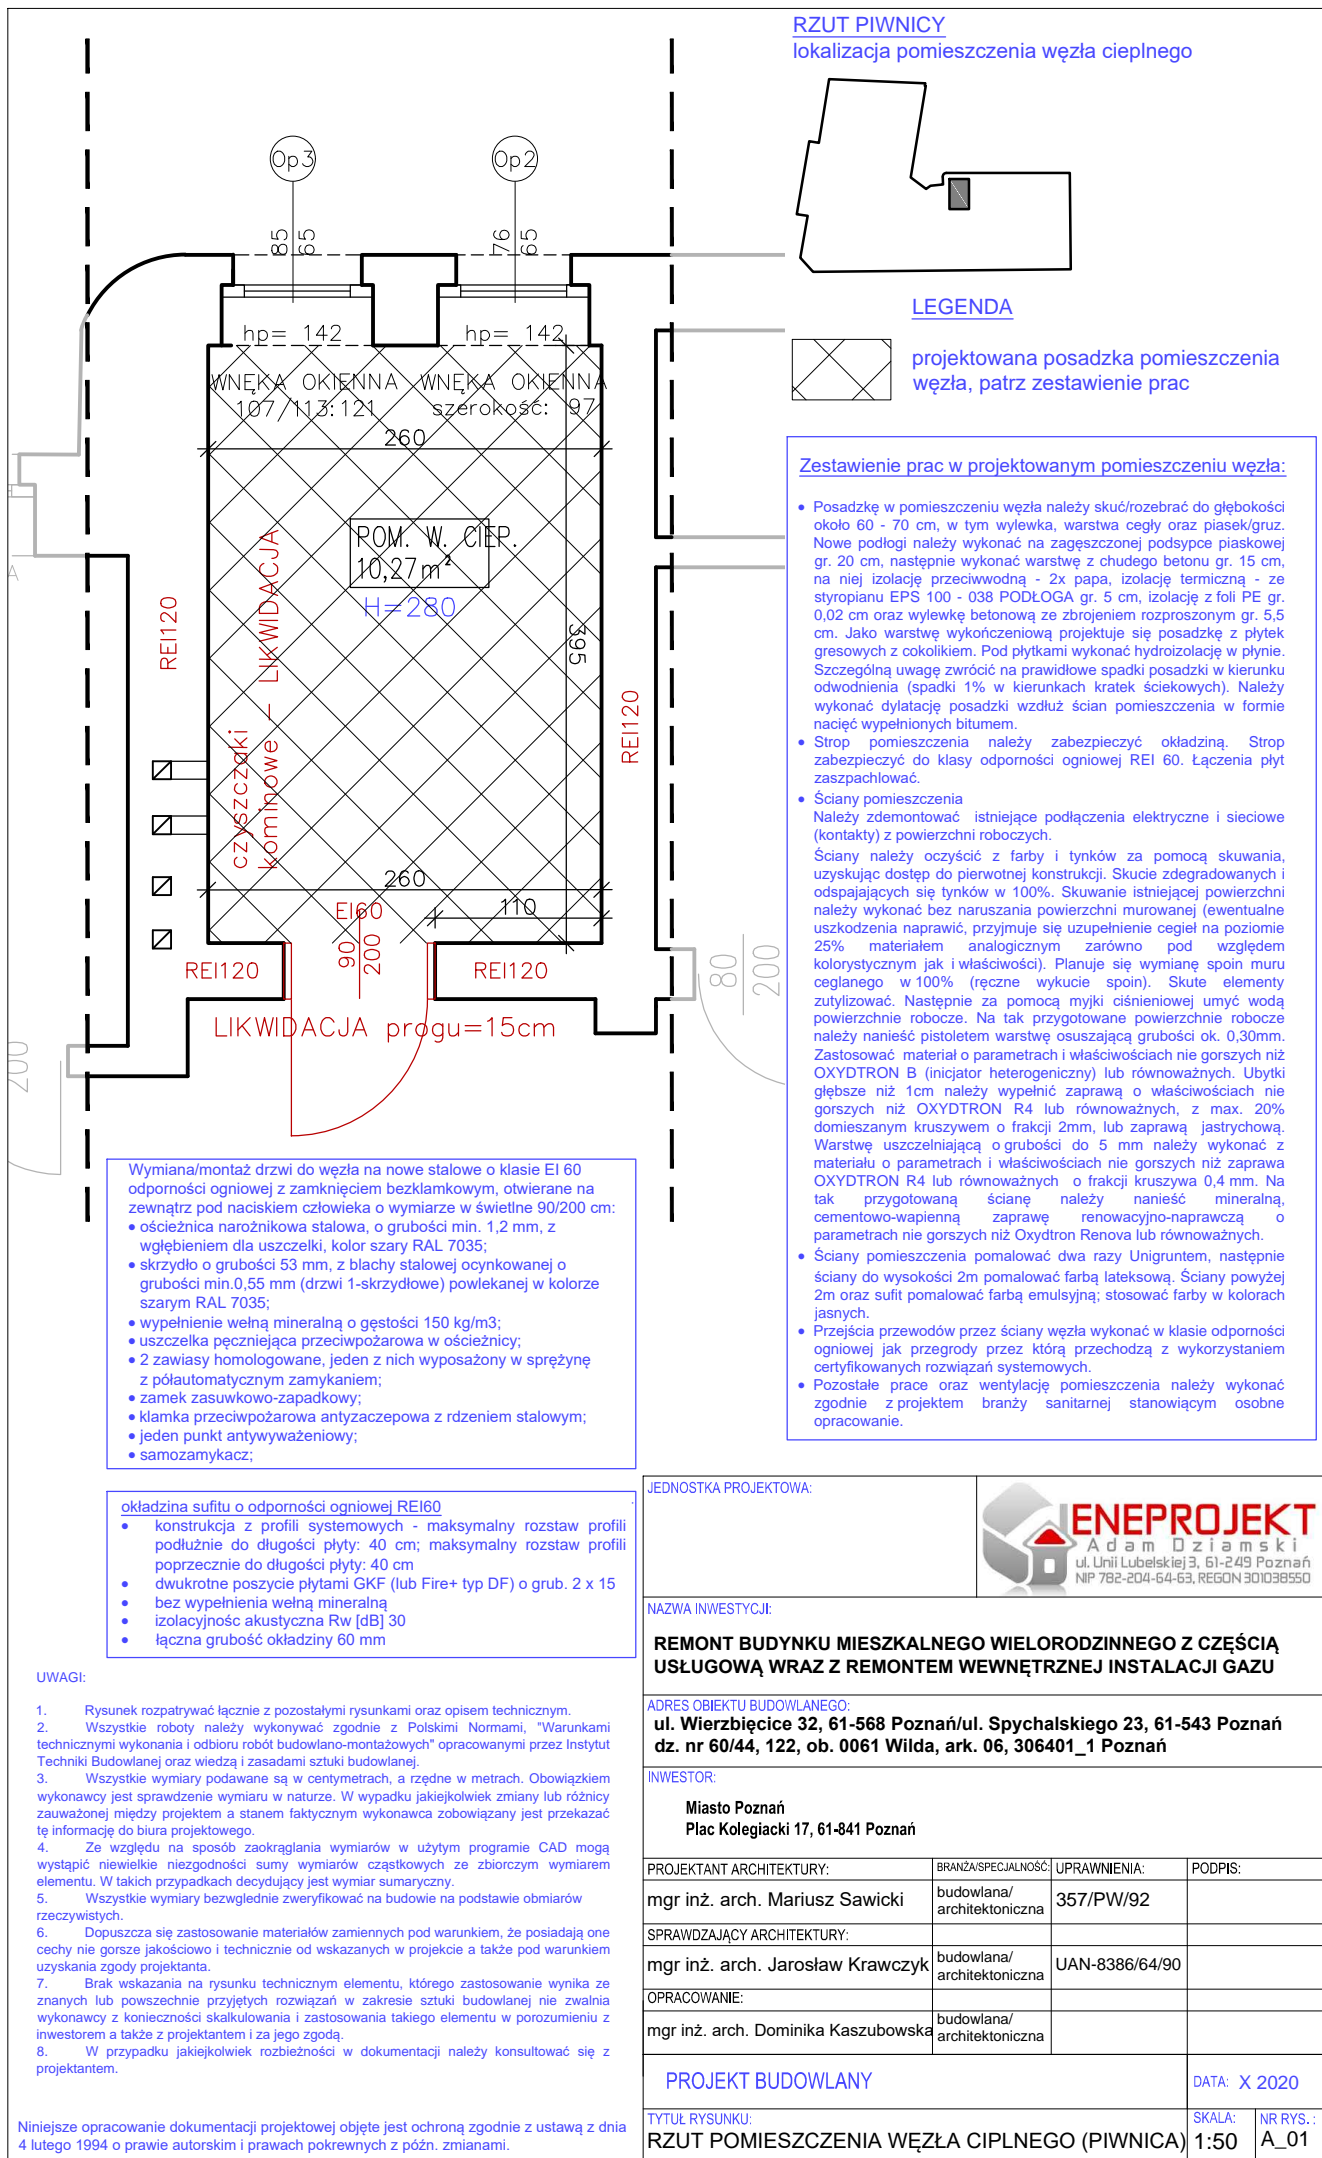 RZUT PIWNICY
lokalizacja pomieszczenia węzła cieplnego
Op3
Op2
85
65
76
65
hp= 142
hp= 142
WNĘKA OKIENNA
107/113:121
WNĘKA OKIENNA
szerokość: 97
260
POM. W. CIEP.
10,27m²
H=280
395
REI120
REI120
czyszczaki
kominowe – LIKWIDACJA
260
110
EI60
90
200
REI120
REI120
LIKWIDACJA progu=15cm
80
200
200
A
LEGENDA
projektowana posadzka pomieszczenia
węzła, patrz zestawienie prac
Zestawienie prac w projektowanym pomieszczeniu węzła:
• Posadzkę w pomieszczeniu węzła należy skuć/rozebrać do głębokości
około 60 - 70 cm, w tym wylewka, warstwa cegły oraz piasek/gruz.
Nowe podłogi należy wykonać na zagęszczonej podsypce piaskowej
gr. 20 cm, następnie wykonać warstwę z chudego betonu gr. 15 cm,
na niej izolację przeciwwodną - 2x papa, izolację termiczną - ze
styropianu EPS 100 - 038 PODŁOGA gr. 5 cm, izolację z foli PE gr.
0,02 cm oraz wylewkę betonową ze zbrojeniem rozproszonym gr. 5,5
cm. Jako warstwę wykończeniową projektuje się posadzkę z płytek
gresowych z cokolikiem. Pod płytkami wykonać hydroizolację w płynie.
Szczególną uwagę zwrócić na prawidłowe spadki posadzki w kierunku
odwodnienia (spadki 1% w kierunkach kratek ściekowych). Należy
wykonać dylatację posadzki wzdłuż ścian pomieszczenia w formie
nacięć wypełnionych bitumem.
• Strop pomieszczenia należy zabezpieczyć okładziną. Strop
zabezpieczyć do klasy odporności ogniowej REI 60. Łączenia płyt
zaszpachlować.
• Ściany pomieszczenia
Należy zdemontować istniejące podłączenia elektryczne i sieciowe
(kontakty) z powierzchni roboczych.
Ściany należy oczyścić z farby i tynków za pomocą skuwania,
uzyskując dostęp do pierwotnej konstrukcji. Skucie zdegradowanych i
odspajających się tynków w 100%. Skuwanie istniejącej powierzchni
należy wykonać bez naruszania powierzchni murowanej (ewentualne
uszkodzenia naprawić, przyjmuje się uzupełnienie cegieł na poziomie
25% materiałem analogicznym zarówno pod względem
kolorystycznym jak i właściwości). Planuje się wymianę spoin muru
ceglanego w 100% (ręczne wykucie spoin). Skute elementy
zutylizować. Następnie za pomocą myjki ciśnieniowej umyć wodą
powierzchnie robocze. Na tak przygotowane powierzchnie robocze
należy nanieść pistoletem warstwę osuszającą grubości ok. 0,30mm.
Zastosować materiał o parametrach i właściwościach nie gorszych niż
OXYDTRON B (inicjator heterogeniczny) lub równoważnych. Ubytki
głębsze niż 1cm należy wypełnić zaprawą o właściwościach nie
gorszych niż OXYDTRON R4 lub równoważnych, z max. 20%
domieszanym kruszywem o frakcji 2mm, lub zaprawą jastrychową.
Warstwę uszczelniającą o grubości do 5 mm należy wykonać z
materiału o parametrach i właściwościach nie gorszych niż zaprawa
OXYDTRON R4 lub równoważnych o frakcji kruszywa 0,4 mm. Na
tak przygotowaną ścianę należy nanieść mineralną,
cementowo-wapienną zaprawę renowacyjno-naprawczą o
parametrach nie gorszych niż Oxydtron Renova lub równoważnych.
• Ściany pomieszczenia pomalować dwa razy Unigruntem, następnie
ściany do wysokości 2m pomalować farbą lateksową. Ściany powyżej
2m oraz sufit pomalować farbą emulsyjną; stosować farby w kolorach
jasnych.
• Przejścia przewodów przez ściany węzła wykonać w klasie odporności
ogniowej jak przegrody przez którą przechodzą z wykorzystaniem
certyfikowanych rozwiązań systemowych.
• Pozostałe prace oraz wentylację pomieszczenia należy wykonać
zgodnie z projektem branży sanitarnej stanowiącym osobne
opracowanie.
Wymiana/montaż drzwi do węzła na nowe stalowe o klasie EI 60
odporności ogniowej z zamknięciem bezklamkowym, otwierane na
zewnątrz pod naciskiem człowieka o wymiarze w świetlne 90/200 cm:
• ościeżnica narożnikowa stalowa, o grubości min. 1,2 mm, z
wgłębieniem dla uszczelki, kolor szary RAL 7035;
• skrzydło o grubości 53 mm, z blachy stalowej ocynkowanej o
grubości min.0,55 mm (drzwi 1-skrzydłowe) powlekanej w kolorze
szarym RAL 7035;
• wypełnienie wełną mineralną o gęstości 150 kg/m3;
• uszczelka pęczniejąca przeciwpożarowa w ościeżnicy;
• 2 zawiasy homologowane, jeden z nich wyposażony w sprężynę
z półautomatycznym zamykaniem;
• zamek zasuwkowo-zapadkowy;
• klamka przeciwpożarowa antyzaczepowa z rdzeniem stalowym;
• jeden punkt antywyważeniowy;
• samozamykacz;
okładzina sufitu o odporności ogniowej REI60
• konstrukcja z profili systemowych - maksymalny rozstaw profili
podłużnie do długości płyty: 40 cm; maksymalny rozstaw profili
poprzecznie do długości płyty: 40 cm
• dwukrotne poszycie płytami GKF (lub Fire+ typ DF) o grub. 2 x 15
• bez wypełnienia wełną mineralną
• izolacyjnośc akustyczna Rw [dB] 30
• łączna grubość okładziny 60 mm
UWAGI:
1. Rysunek rozpatrywać łącznie z pozostałymi rysunkami oraz opisem technicznym.
2. Wszystkie roboty należy wykonywać zgodnie z Polskimi Normami, "Warunkami
technicznymi wykonania i odbioru robót budowlano-montażowych" opracowanymi przez Instytut
Techniki Budowlanej oraz wiedzą i zasadami sztuki budowlanej.
3. Wszystkie wymiary podawane są w centymetrach, a rzędne w metrach. Obowiązkiem
wykonawcy jest sprawdzenie wymiaru w naturze. W wypadku jakiejkolwiek zmiany lub różnicy
zauważonej między projektem a stanem faktycznym wykonawca zobowiązany jest przekazać
tę informację do biura projektowego.
4. Ze względu na sposób zaokrąglania wymiarów w użytym programie CAD mogą
wystąpić niewielkie niezgodności sumy wymiarów cząstkowych ze zbiorczym wymiarem
elementu. W takich przypadkach decydujący jest wymiar sumaryczny.
5. Wszystkie wymiary bezwglednie zweryfikować na budowie na podstawie obmiarów
rzeczywistych.
6. Dopuszcza się zastosowanie materiałów zamiennych pod warunkiem, że posiadają one
cechy nie gorsze jakościowo i technicznie od wskazanych w projekcie a także pod warunkiem
uzyskania zgody projektanta.
7. Brak wskazania na rysunku technicznym elementu, którego zastosowanie wynika ze
znanych lub powszechnie przyjętych rozwiązań w zakresie sztuki budowlanej nie zwalnia
wykonawcy z konieczności skalkulowania i zastosowania takiego elementu w porozumieniu z
inwestorem a także z projektantem i za jego zgodą.
8. W przypadku jakiejkolwiek rozbieżności w dokumentacji należy konsultować się z
projektantem.
Niniejsze opracowanie dokumentacji projektowej objęte jest ochroną zgodnie z ustawą z dnia
4 lutego 1994 o prawie autorskim i prawach pokrewnych z późn. zmianami.
JEDNOSTKA PROJEKTOWA:
ENEPROJEKT
Adam Dziamski
ul. Unii Lubelskiej 3, 61-249 Poznań
NIP 782-204-64-63, REGON 301038550
NAZWA INWESTYCJI:
REMONT BUDYNKU MIESZKALNEGO WIELORODZINNEGO Z CZĘŚCIĄ
USŁUGOWĄ WRAZ Z REMONTEM WEWNĘTRZNEJ INSTALACJI GAZU
ADRES OBIEKTU BUDOWLANEGO:
ul. Wierzbięcice 32, 61-568 Poznań/ul. Spychalskiego 23, 61-543 Poznań
dz. nr 60/44, 122, ob. 0061 Wilda, ark. 06, 306401_1 Poznań
INWESTOR:
Miasto Poznań
Plac Kolegiacki 17, 61-841 Poznań
PROJEKTANT ARCHITEKTURY: BRANŻA/SPECJALNOŚĆ: UPRAWNIENIA: PODPIS:
mgr inż. arch. Mariusz Sawicki budowlana/ architektoniczna 357/PW/92
SPRAWDZAJĄCY ARCHITEKTURY:
mgr inż. arch. Jarosław Krawczyk budowlana/ architektoniczna UAN-8386/64/90
OPRACOWANIE:
mgr inż. arch. Dominika Kaszubowska budowlana/ architektoniczna
PROJEKT BUDOWLANY
DATA: X 2020
TYTUŁ RYSUNKU:
RZUT POMIESZCZENIA WĘZŁA CIPLNEGO (PIWNICA)
SKALA:
1:50
NR RYS.:
A_01